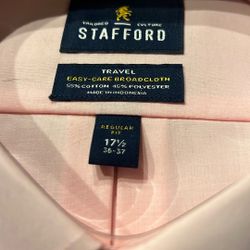 TAILORED CULTURE
STAFFORD
TRAVEL
EASY-CARE BROADCLOTH
55% COTTON 45% POLYESTER
MADE IN INDONESIA
REGULAR
FIT
17½
36-37